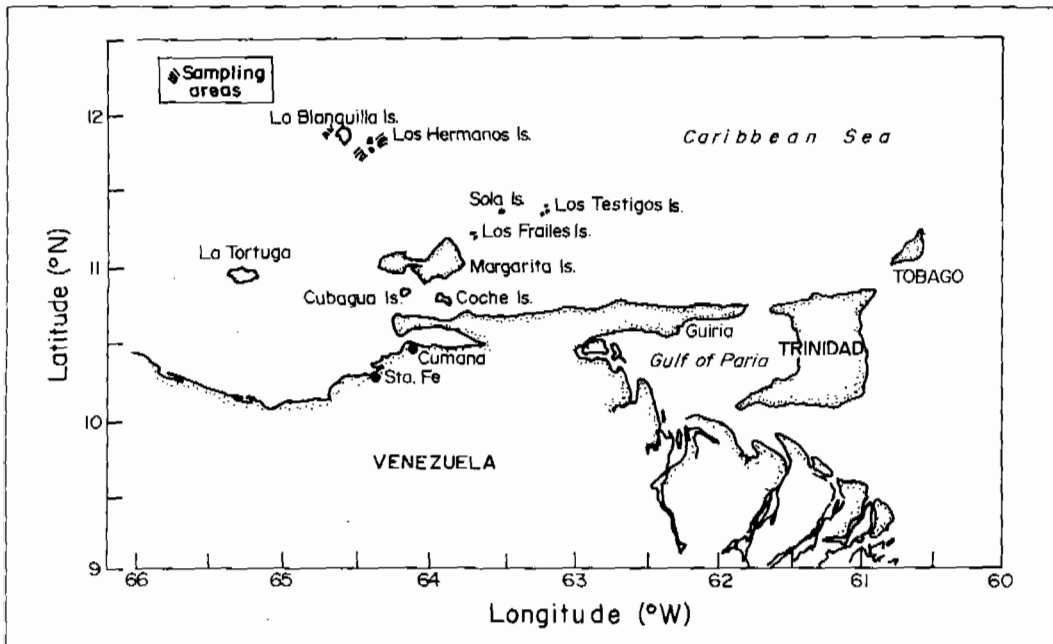 Sampling
areas
La Blanquilla Is.
Los Hermanos Is.
Caribbean Sea
Sola Is.
Los Testigos Is.
Los Frailes Is.
La Tortuga
Margarita Is.
TOBAGO
Cubagua Is.
Coche Is.
Guiria
Cumana
Gulf of Paria
TRINIDAD
Sta. Fe
VENEZUELA
Latitude (°N)
12
11
10
9
66 65 64 63 62 61 60
Longitude (°W)